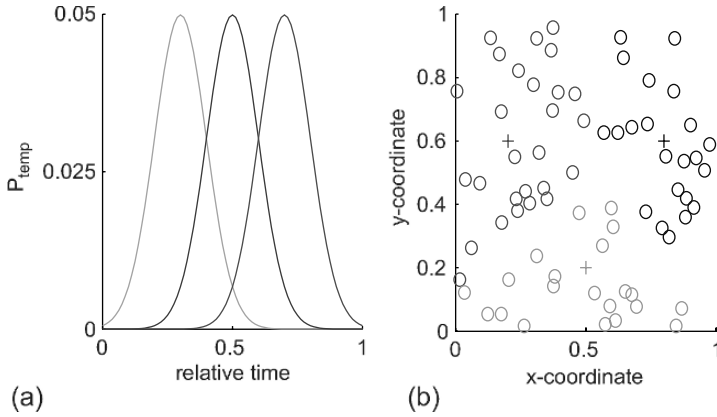 0.05
0.025
0
P_temp
0 0.5 1
relative time
(a)
1
0.8
0.6
0.4
0.2
0
y-coordinate
0 0.5 1
x-coordinate
(b)